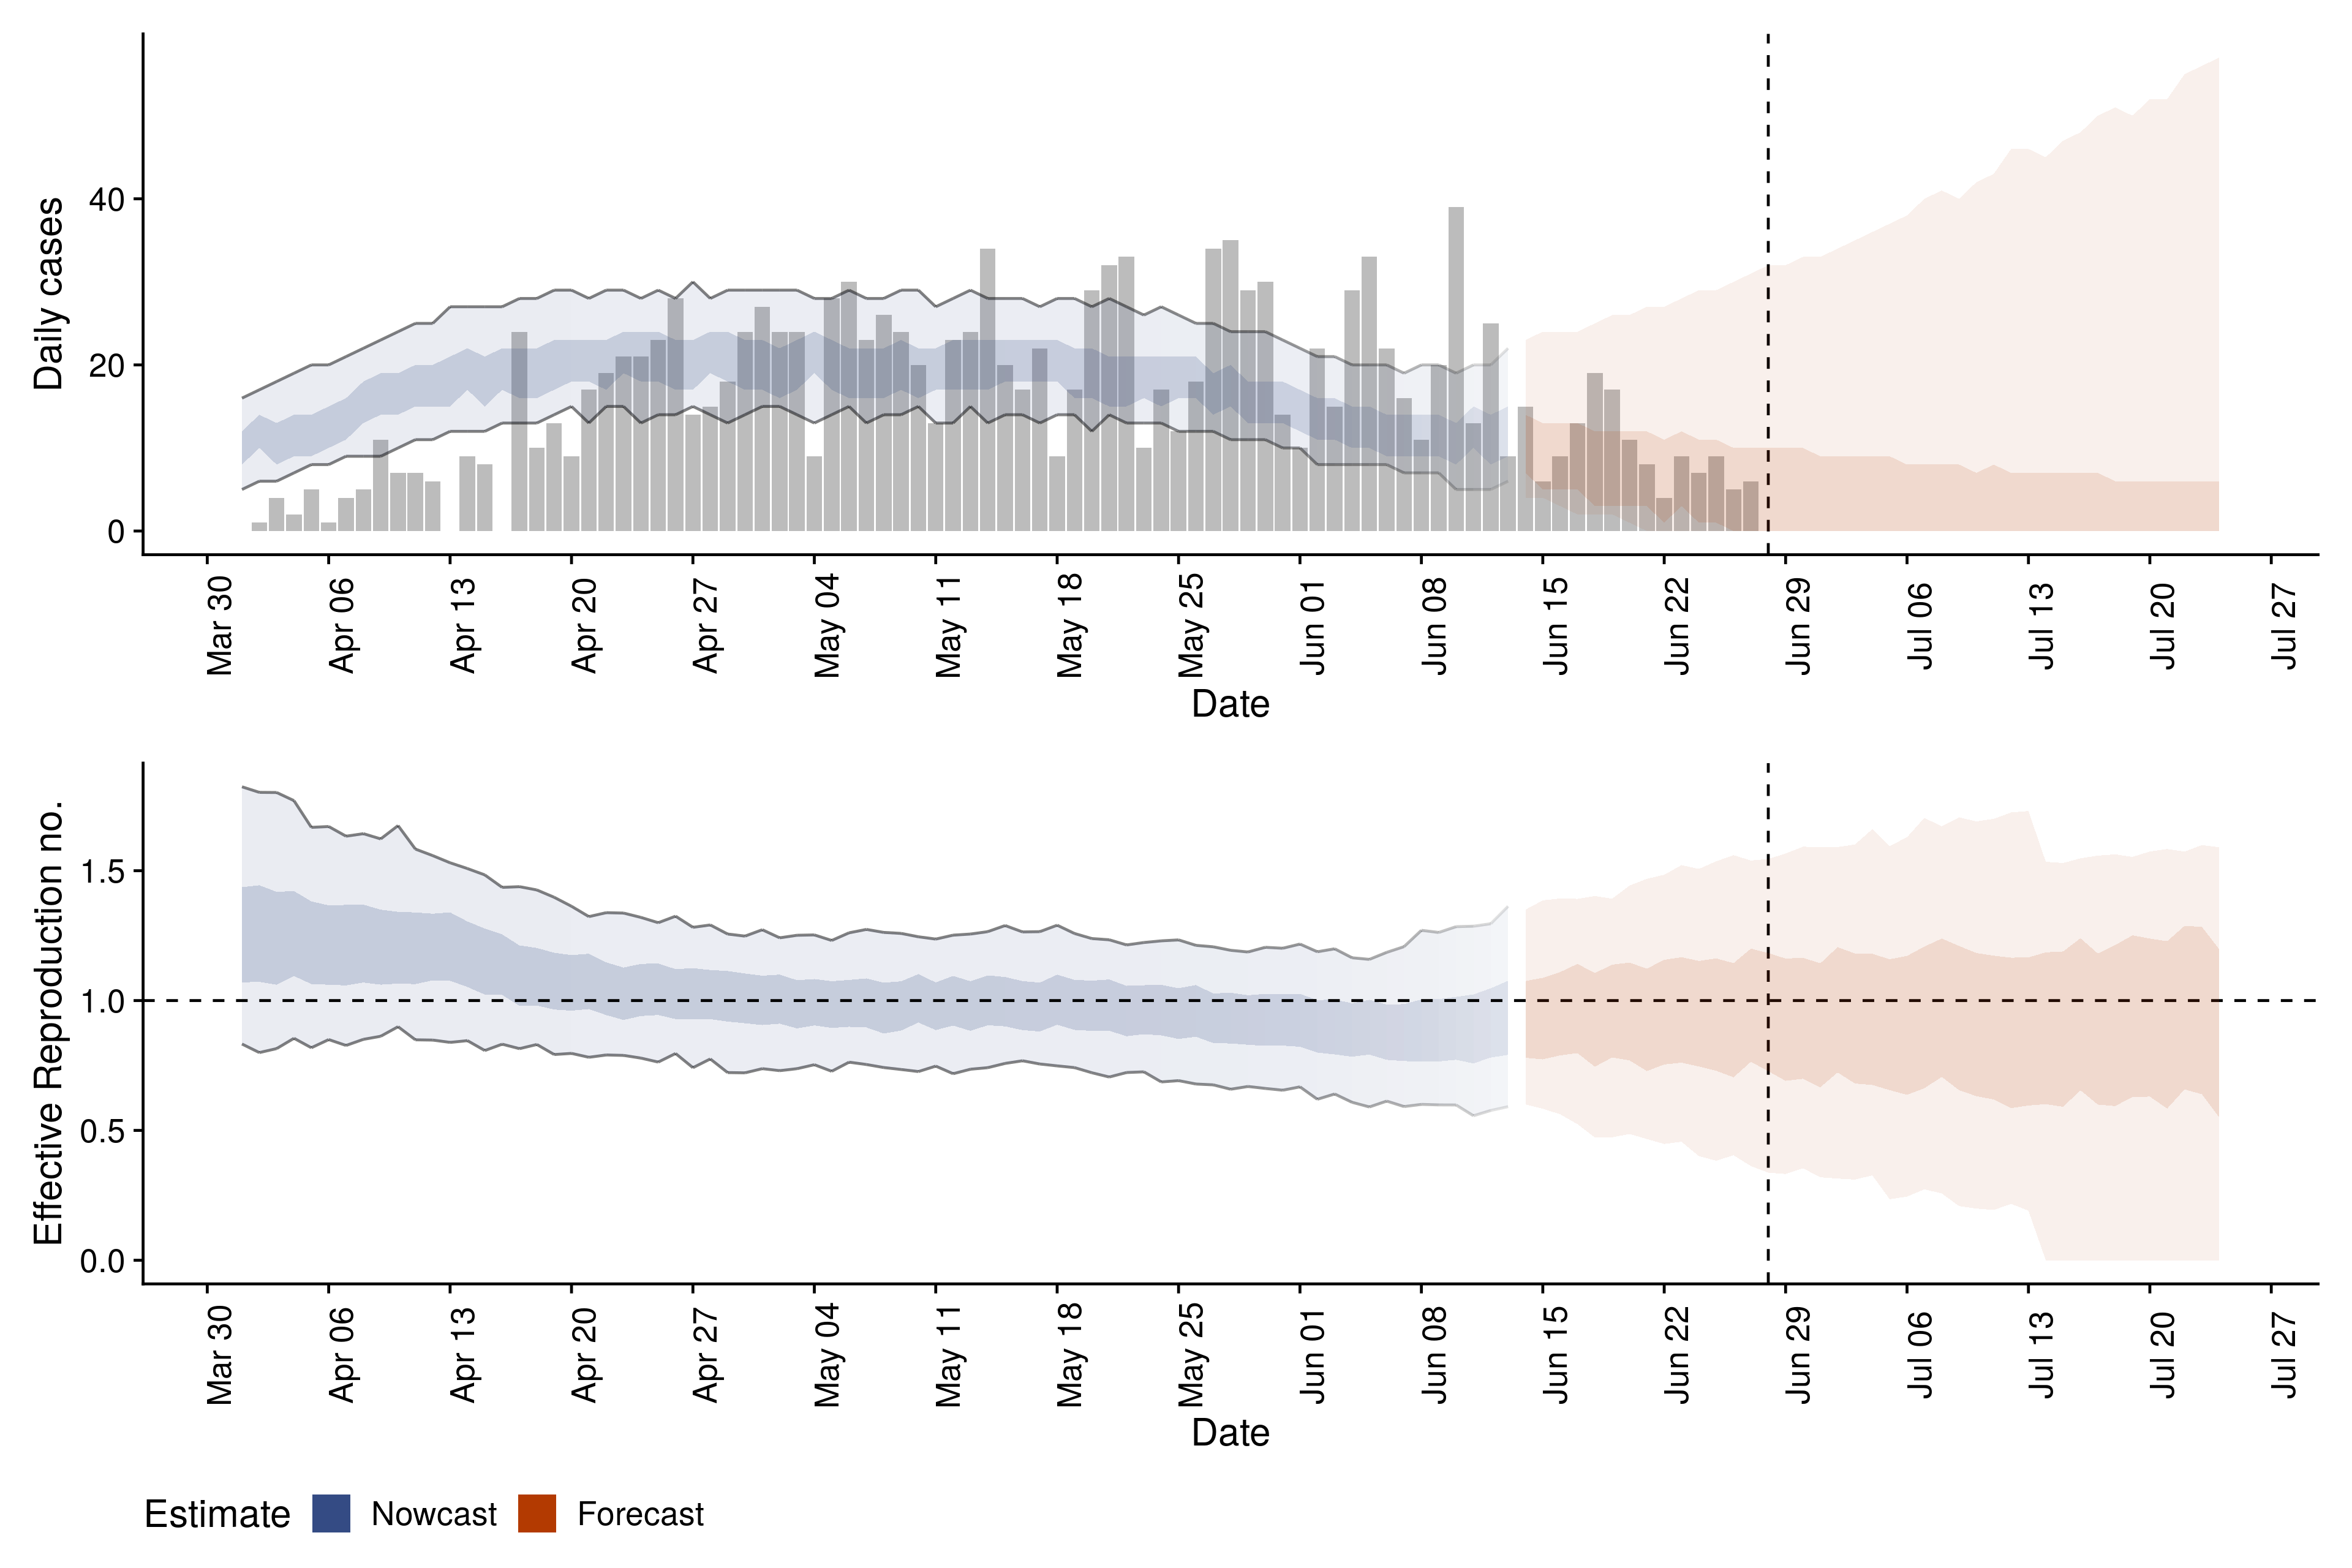 Daily cases
40
20
0
Mar 30 Apr 06 Apr 13 Apr 20 Apr 27 May 04 May 11 May 18 May 25 Jun 01 Jun 08 Jun 15 Jun 22 Jun 29 Jul 06 Jul 13 Jul 20 Jul 27
Date
Effective Reproduction no.
1.5
1.0
0.5
0.0
Mar 30 Apr 06 Apr 13 Apr 20 Apr 27 May 04 May 11 May 18 May 25 Jun 01 Jun 08 Jun 15 Jun 22 Jun 29 Jul 06 Jul 13 Jul 20 Jul 27
Date
Estimate Nowcast Forecast